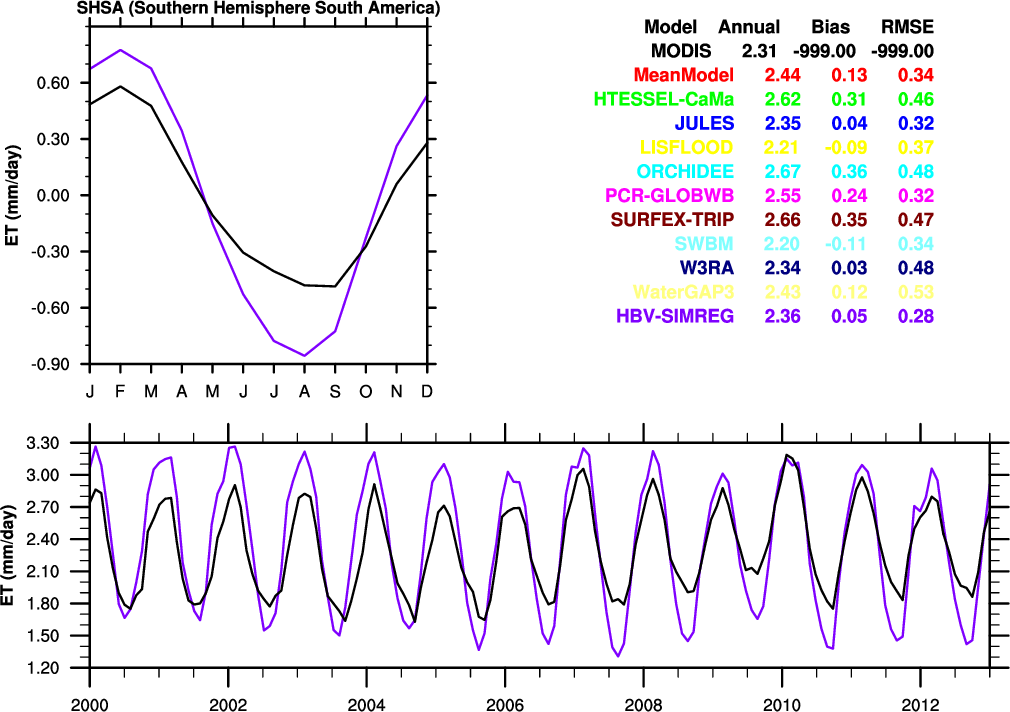 SHSA (Southern Hemisphere South America)
0.60
0.30
0.00
-0.30
-0.60
-0.90
ET (mm/day)
J F M A M J J A S O N D
Model Annual Bias RMSE
MODIS 2.31 -999.00 -999.00
MeanModel 2.44 0.13 0.34
HTESSEL-CaMa 2.62 0.31 0.46
JULES 2.35 0.04 0.32
LISFLOOD 2.21 -0.09 0.37
ORCHIDEE 2.67 0.36 0.48
PCR-GLOBWB 2.55 0.24 0.32
SURFEX-TRIP 2.66 0.35 0.47
SWBM 2.20 -0.11 0.34
W3RA 2.34 0.03 0.48
WaterGAP3 2.43 0.12 0.53
HBV-SIMREG 2.36 0.05 0.28
3.30
3.00
2.70
2.40
2.10
1.80
1.50
1.20
ET (mm/day)
2000 2002 2004 2006 2008 2010 2012